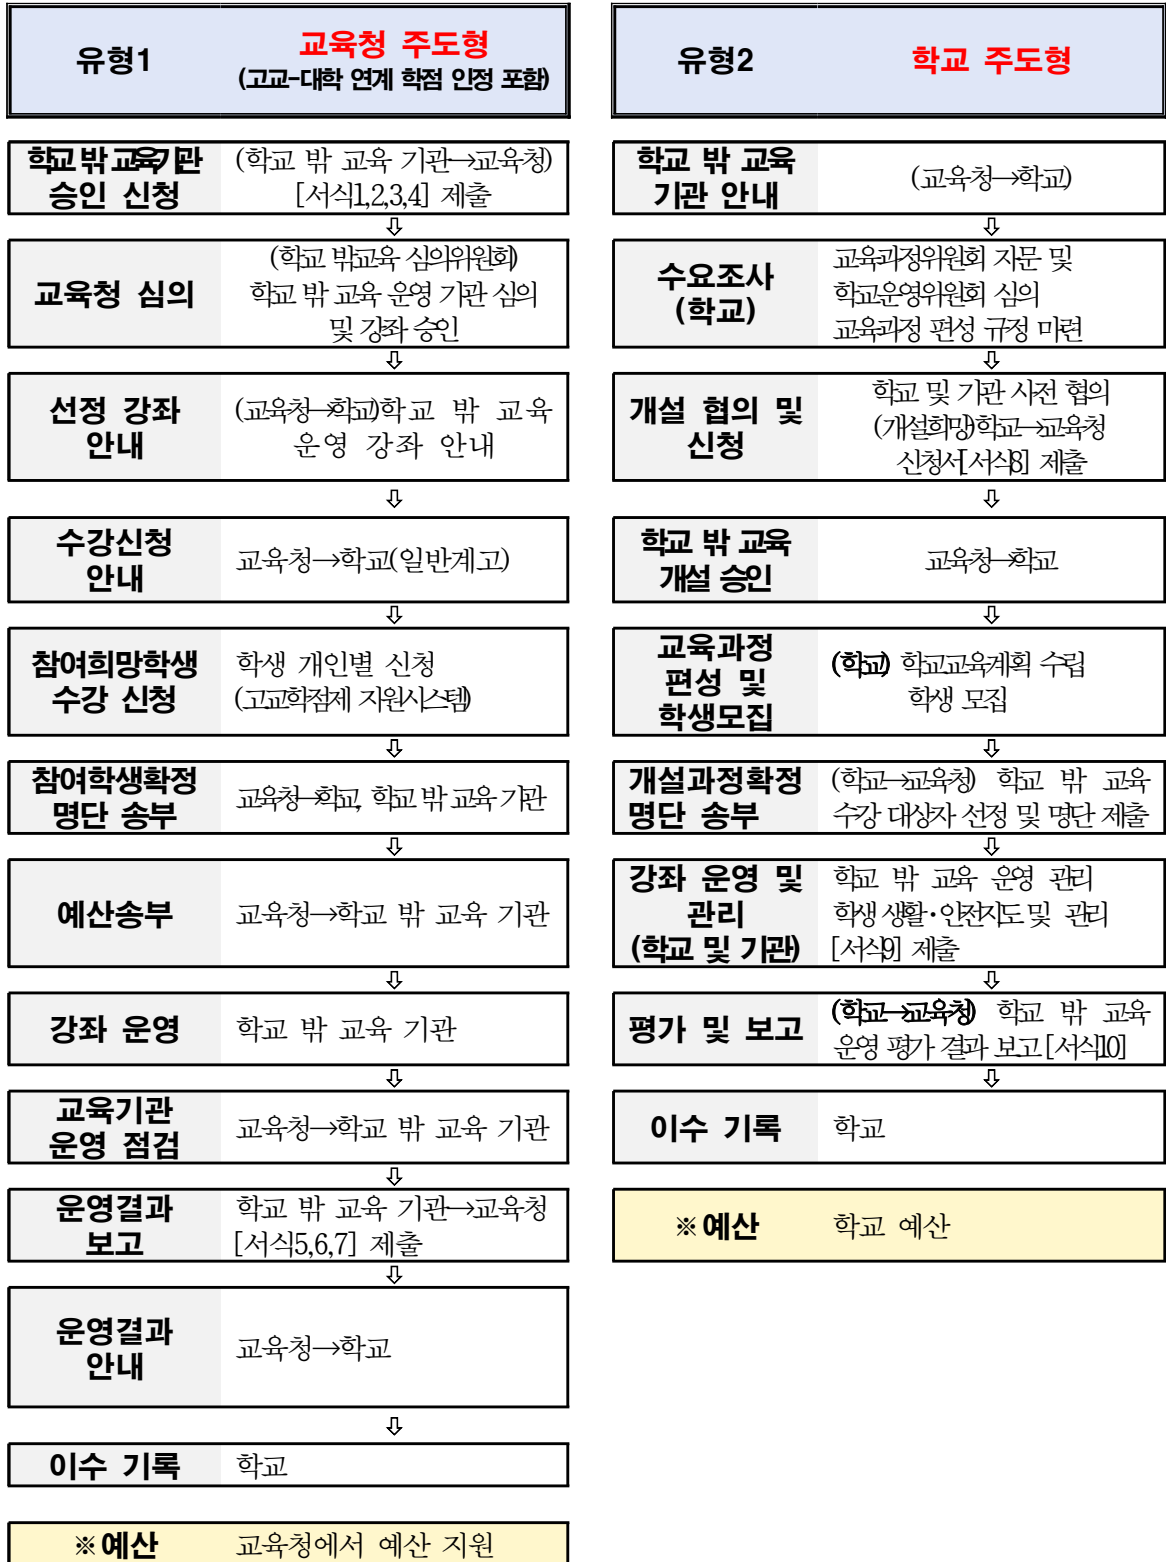 유형1
교육청 주도형
(고교-대학 연계 학점 인정 포함)
학교 밖 교육기관
승인 신청
(학교 밖 교육 기관→교육청)
[서식1,2,3,4] 제출
⇩
교육청 심의
(학교 밖교육 심의위원회)
학교 밖 교육 운영 기관 심의
및 강좌 승인
⇩
선정 강좌
안내
(교육청→학교)학교 밖 교육
운영 강좌 안내
⇩
수강신청
안내
교육청→학교(일반계고)
⇩
참여희망학생
수강 신청
학생 개인별 신청
(고교학점제 지원시스템)
⇩
참여학생확정
명단 송부
교육청→학교, 학교 밖 교육 기관
⇩
예산송부
교육청→학교 밖 교육 기관
⇩
강좌 운영
학교 밖 교육 기관
⇩
교육기관
운영 점검
교육청→학교 밖 교육 기관
⇩
운영결과
보고
학교 밖 교육 기관→교육청
[서식5,6,7] 제출
⇩
운영결과
안내
교육청→학교
⇩
이수 기록
학교
※예산
교육청에서 예산 지원
유형2
학교 주도형
학교 밖 교육
기관 안내
(교육청→학교)
⇩
수요조사
(학교)
교육과정위원회 자문 및
학교운영위원회 심의
교육과정 편성 규정 마련
⇩
개설 협의 및
신청
학교 및 기관 사전 협의
(개설희망)학교→교육청
신청서[서식8] 제출
⇩
학교 밖 교육
개설 승인
교육청→학교
⇩
교육과정
편성 및
학생모집
(학교) 학교교육계획 수립
학생 모집
⇩
개설과정확정
명단 송부
(학교→교육청) 학교 밖 교육
수강 대상자 선정 및 명단 제출
⇩
강좌 운영 및
관리
(학교 및 기관)
학교 밖 교육 운영 관리
학생 생활·안전지도 및 관리
[서식9] 제출
⇩
평가 및 보고
(학교→교육청) 학교 밖 교육
운영 평가 결과 보고 [서식10]
⇩
이수 기록
학교
※예산
학교 예산